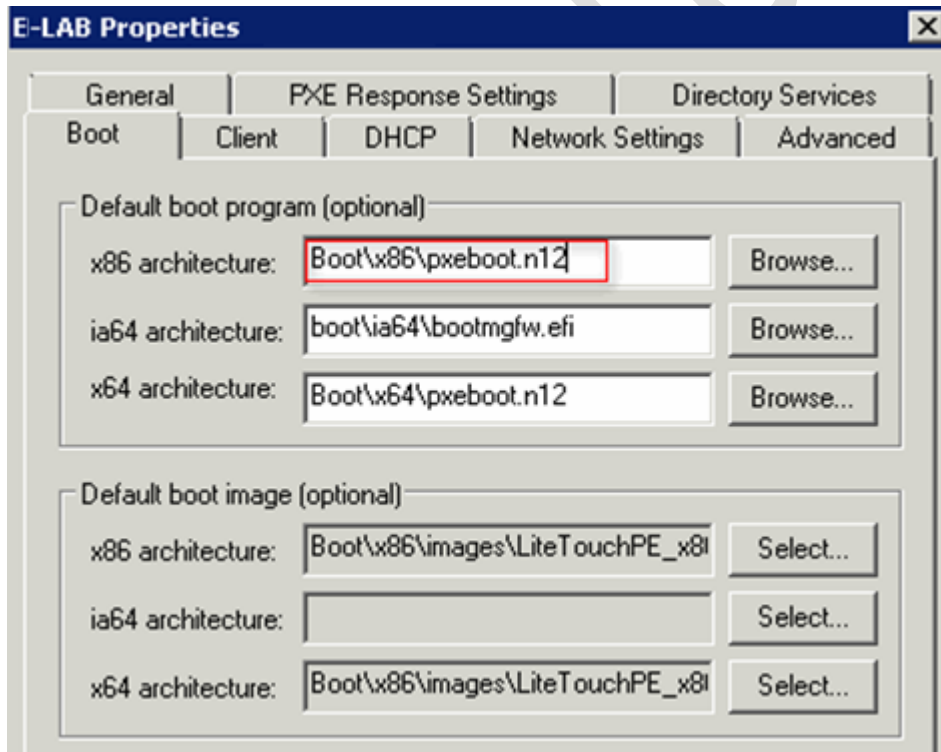 E-LAB Properties
General PXE Response Settings Directory Services
Boot Client DHCP Network Settings Advanced
Default boot program (optional)
x86 architecture: Boot\x86\pxeboot.n12 Browse...
ia64 architecture: boot\ia64\bootmgfw.efi Browse...
x64 architecture: Boot\x64\pxeboot.n12 Browse...
Default boot image (optional)
x86 architecture: Boot\x86\images\LiteTouchPE_x8 Select...
ia64 architecture: Select...
x64 architecture: Boot\x86\images\LiteTouchPE_x8 Select...